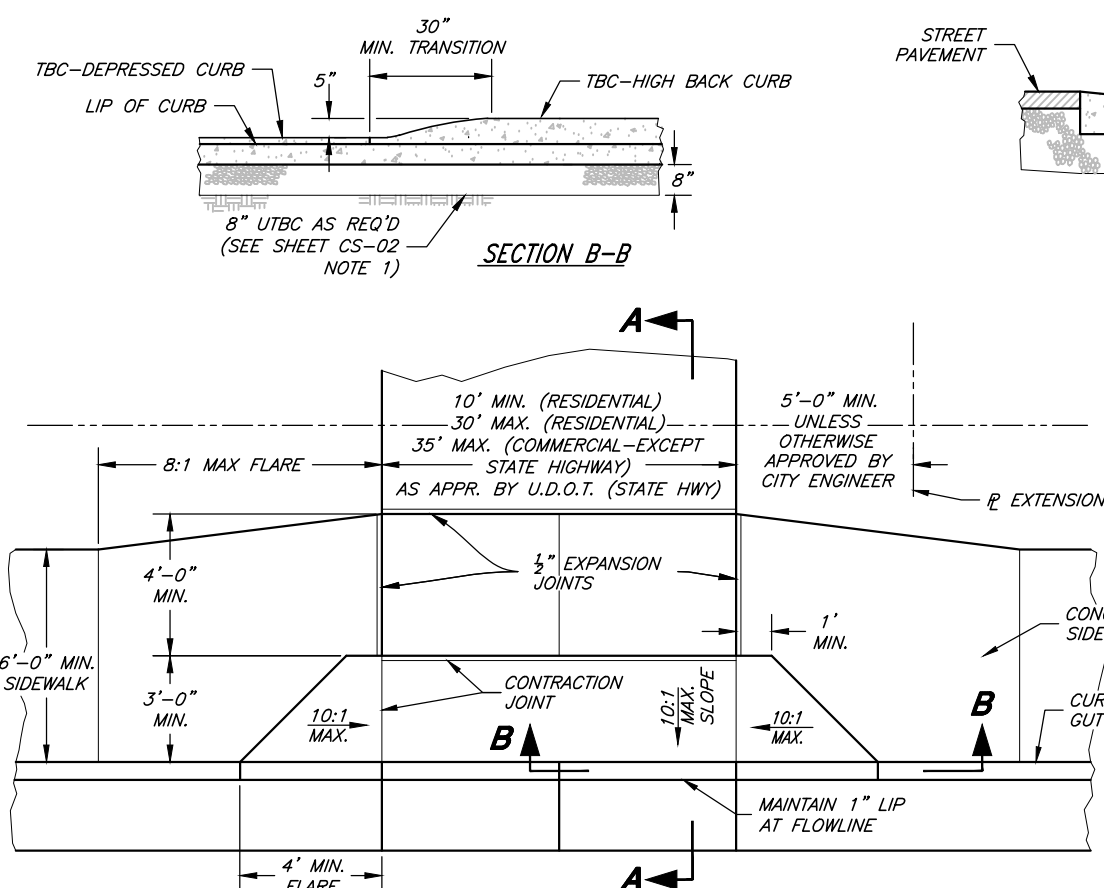 30"
MIN. TRANSITION
TBC-DEPRESSED CURB
5"
TBC-HIGH BACK CURB
LIP OF CURB
8"
8" UTBC AS REQ'D
(SEE SHEET CS-02
NOTE 1)
SECTION B-B
STREET
PAVEMENT
A
10' MIN. (RESIDENTIAL)
30' MAX. (RESIDENTIAL)
35' MAX. (COMMERCIAL-EXCEPT
STATE HIGHWAY)
AS APPR. BY U.D.O.T. (STATE HWY)
5'-0" MIN.
UNLESS
OTHERWISE
APPROVED BY
CITY ENGINEER
8:1 MAX FLARE
℄ EXTENSION
4'-0"
MIN.
1/2" EXPANSION
JOINTS
1'
MIN.
6'-0" MIN.
SIDEWALK
3'-0"
MIN.
CONTRACTION
JOINT
10:1
MAX.
SLOPE
10:1
MAX.
10:1
MAX.
B
B
MAINTAIN 1" LIP
AT FLOWLINE
4' MIN.
FLARE
A